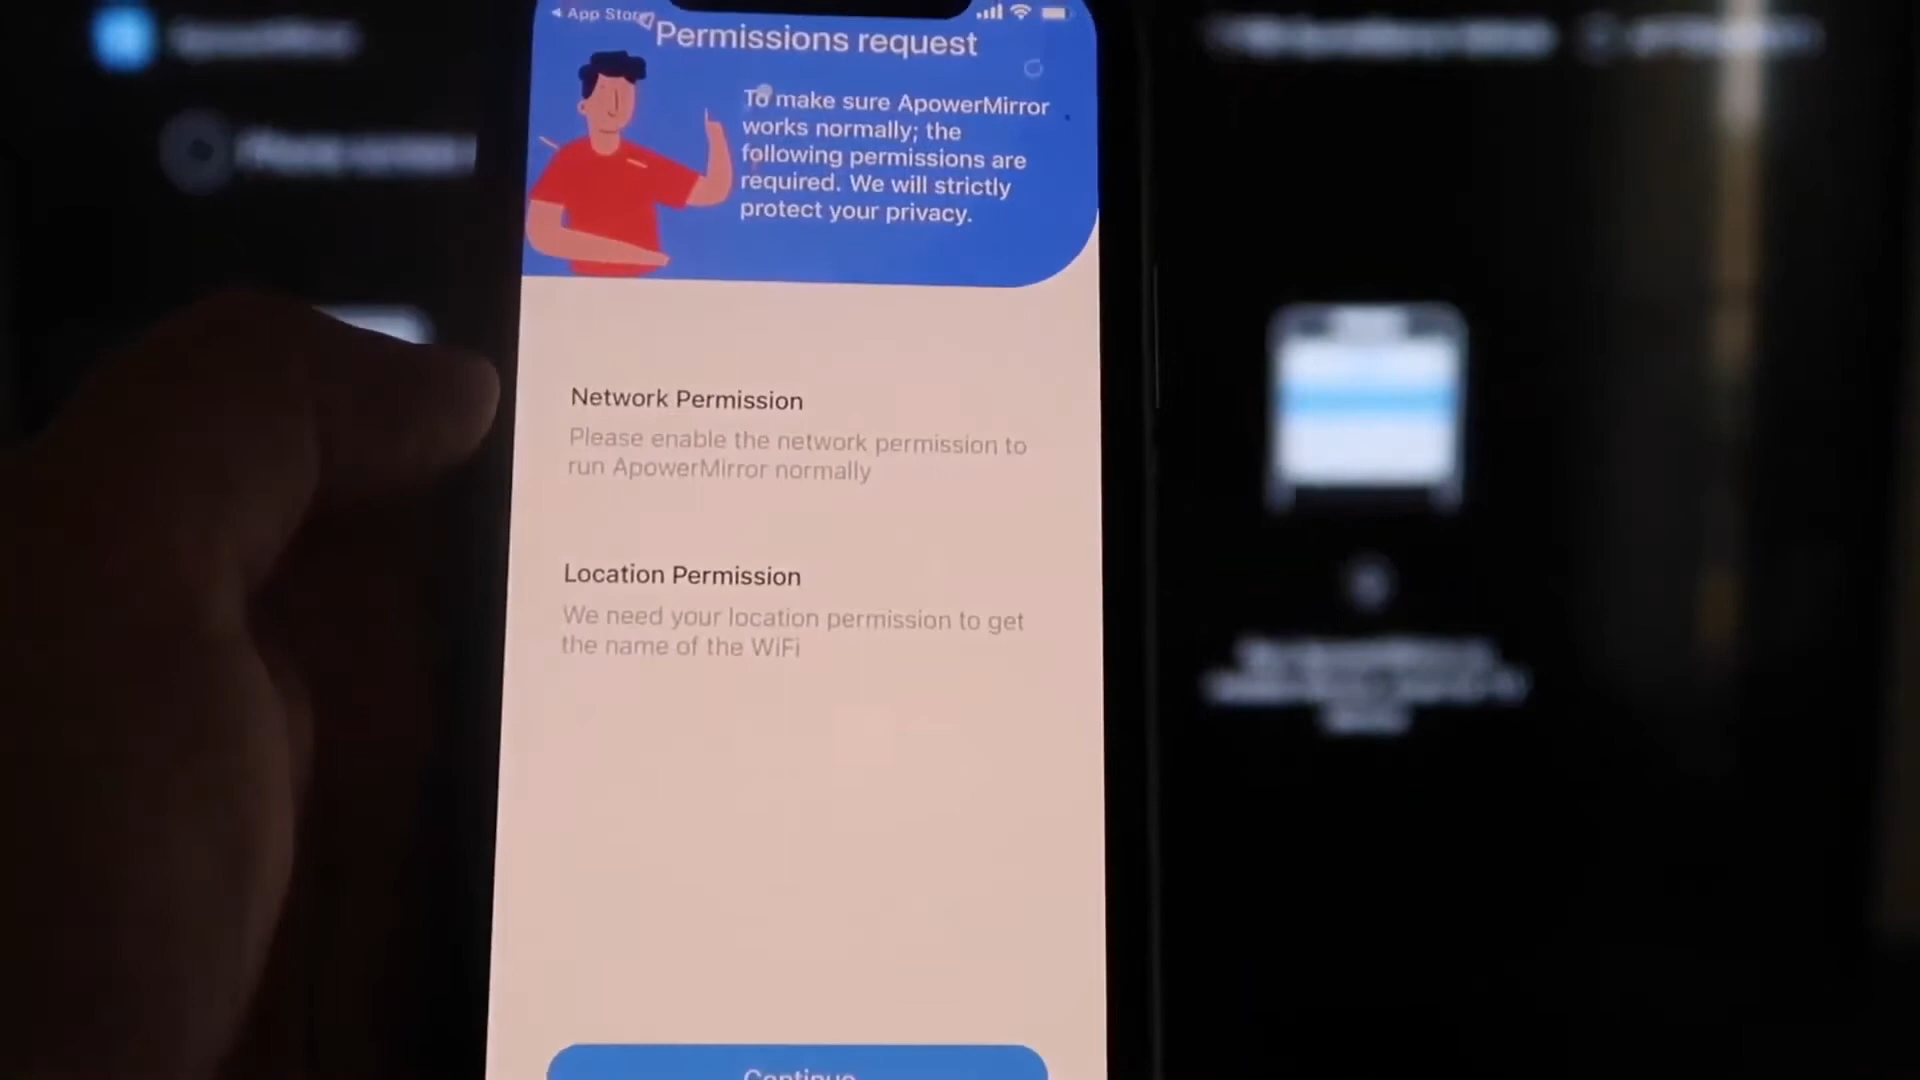 App Store
Permissions request
To make sure ApowerMirror
works normally; the
following permissions are
required. We will strictly
protect your privacy.
Network Permission
Please enable the network permission to
run ApowerMirror normally
Location Permission
We need your location permission to get
the name of the WiFi
Continue